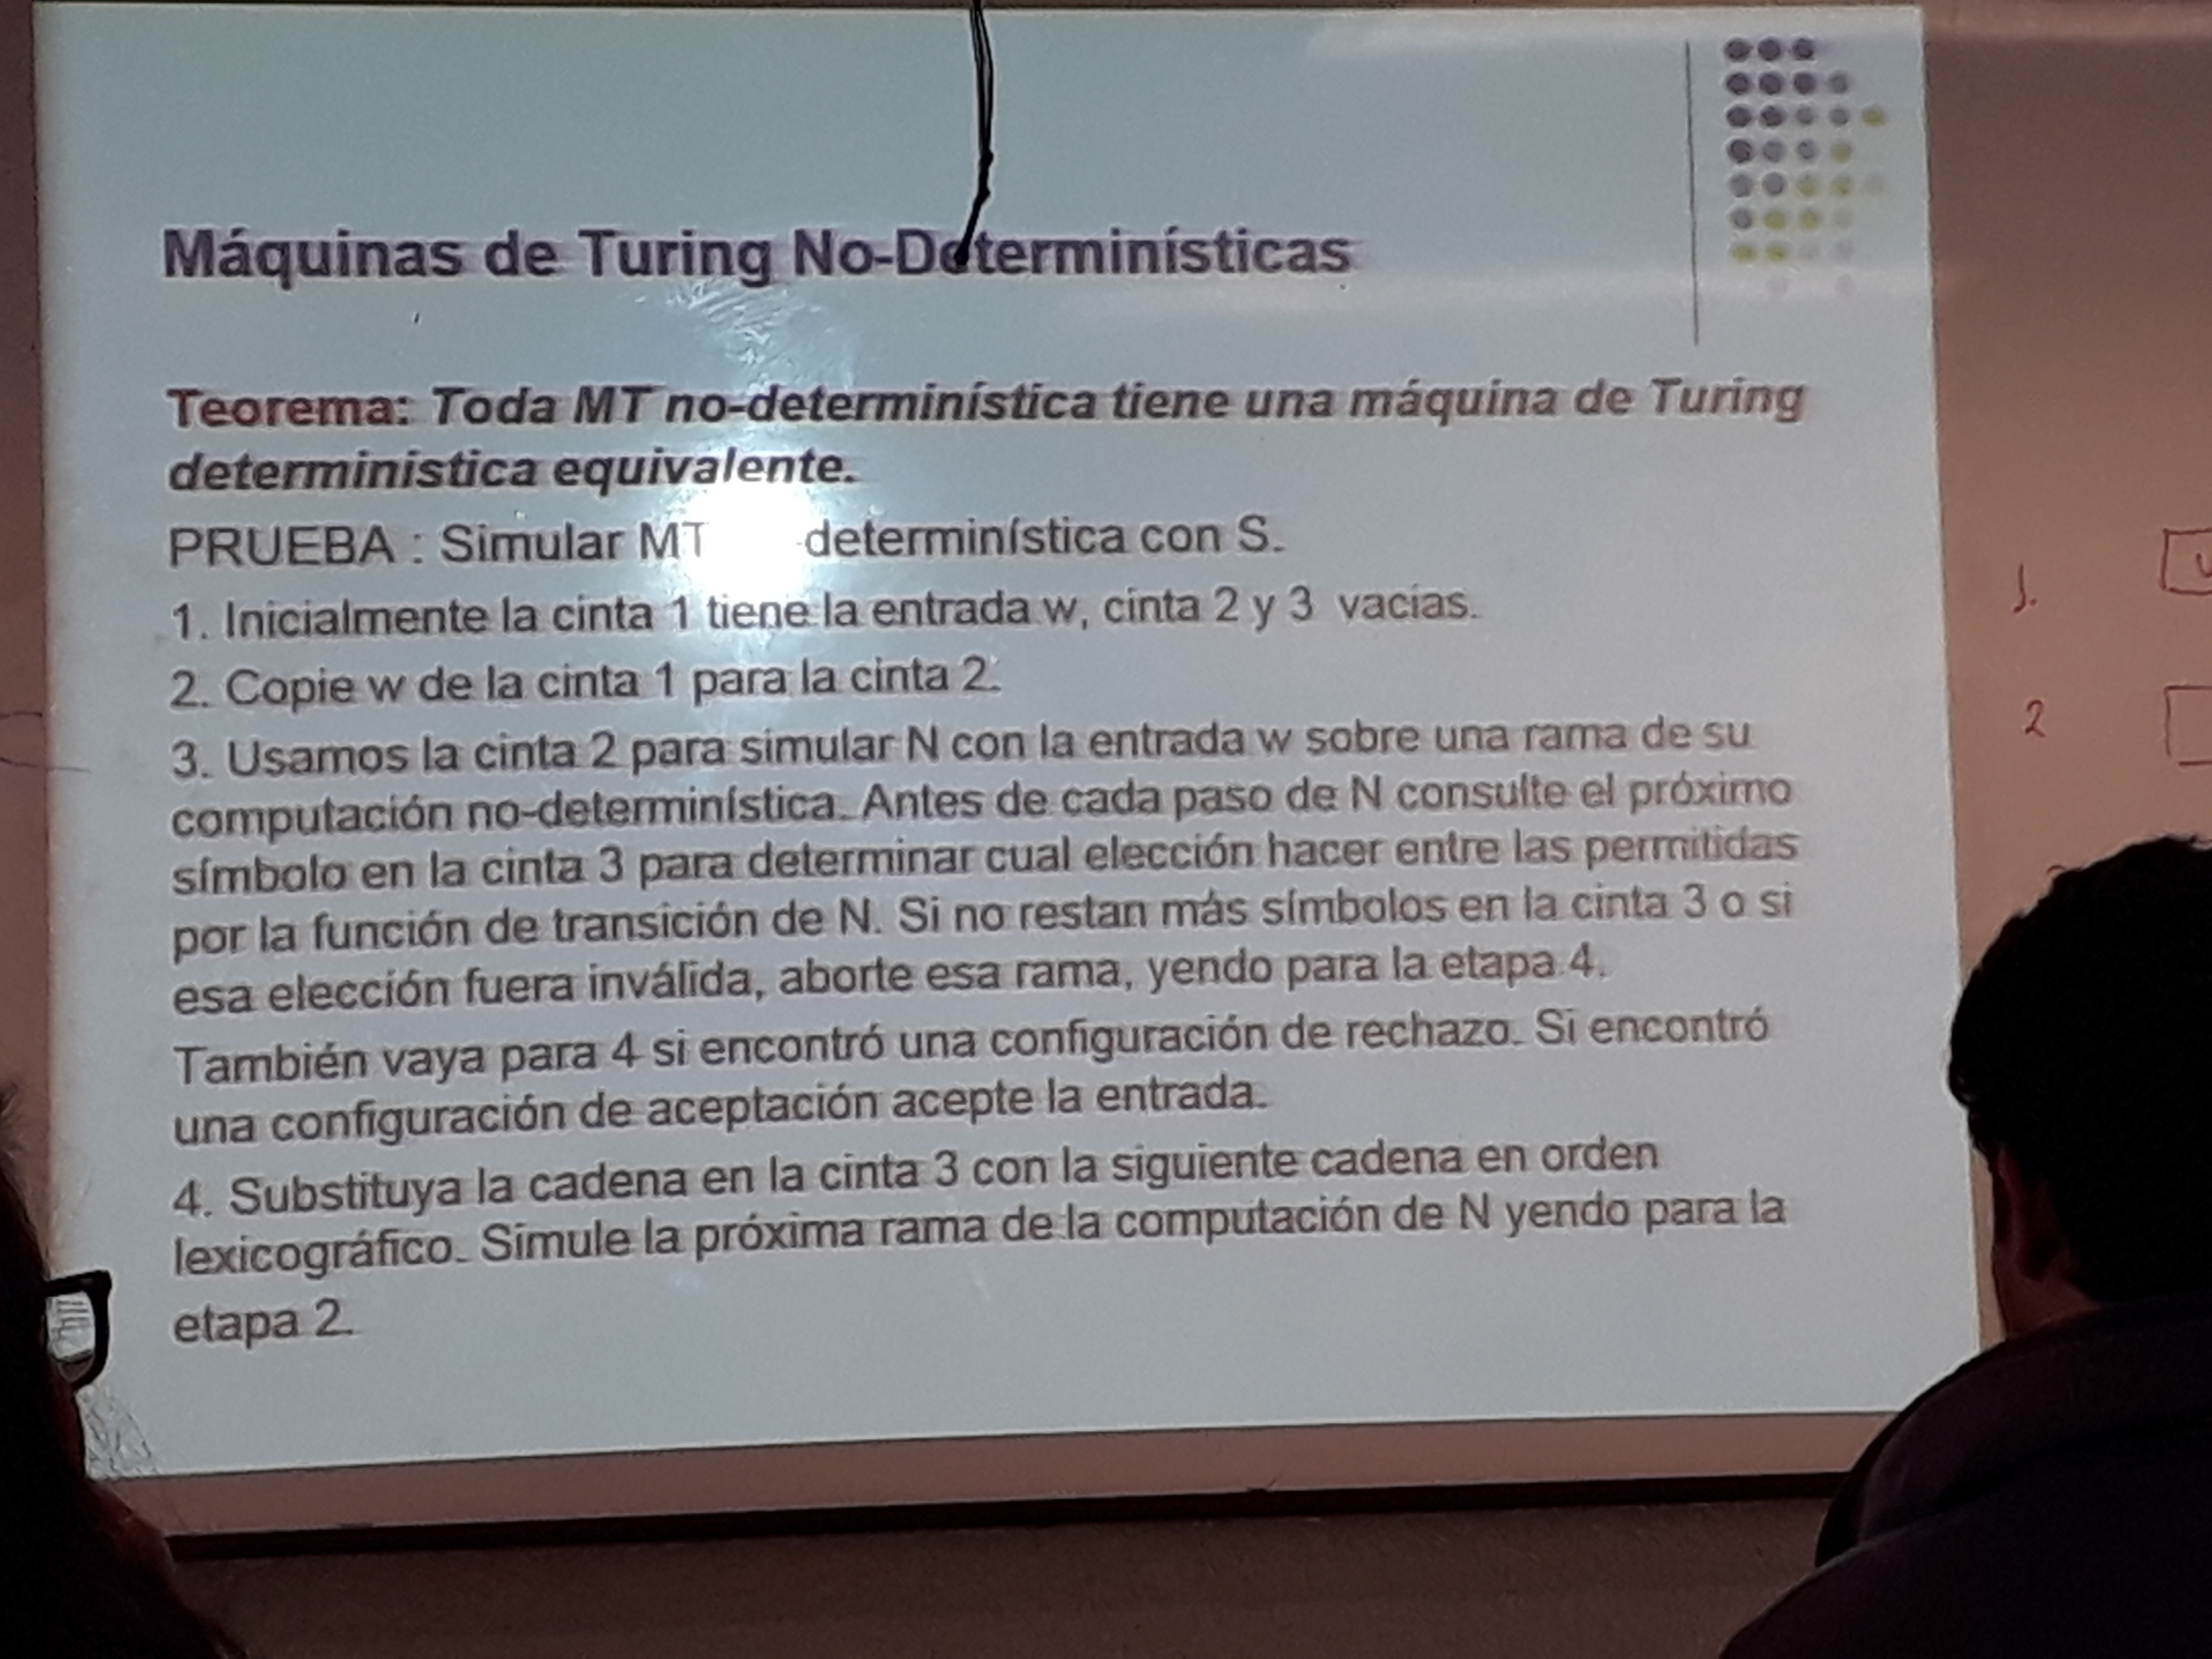 Máquinas de Turing No-Determinísticas
Teorema: Toda MT no-determinística tiene una máquina de Turing
deterministica equivalente.
PRUEBA : Simular MT determinística con S.
1. Inicialmente la cinta 1 tiene la entrada w, cinta 2 y 3 vacias.
2. Copie w de la cinta 1 para la cinta 2.
3. Usamos la cinta 2 para simular N con la entrada w sobre una rama de su
computación no-determinística. Antes de cada paso de N consulte el próximo
símbolo en la cinta 3 para determinar cual elección hacer entre las permitidas
por la función de transición de N. Si no restan más símbolos en la cinta 3 o si
esa elección fuera inválida, aborte esa rama, yendo para la etapa 4.
También vaya para 4 si encontró una configuración de rechazo. Si encontró
una configuración de aceptación acepte la entrada.
4. Substituya la cadena en la cinta 3 con la siguiente cadena en orden
lexicográfico. Simule la próxima rama de la computación de N yendo para la
etapa 2.
1.
2